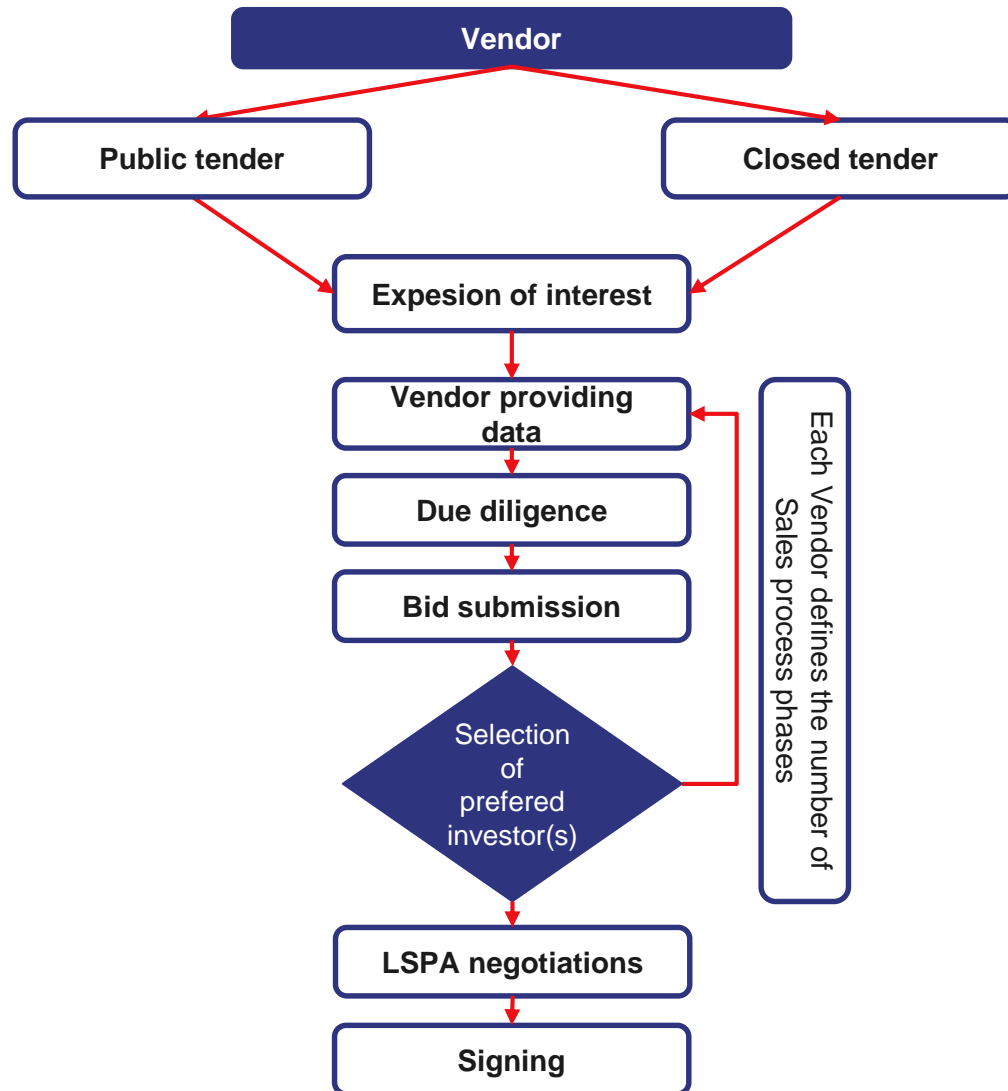 Vendor
Public tender
Closed tender
Expesion of interest
Vendor providing
data
Due diligence
Bid submission
Each Vendor defines the number of
Sales process phases
Selection
of
prefered
investor(s)
LSPA negotiations
Signing